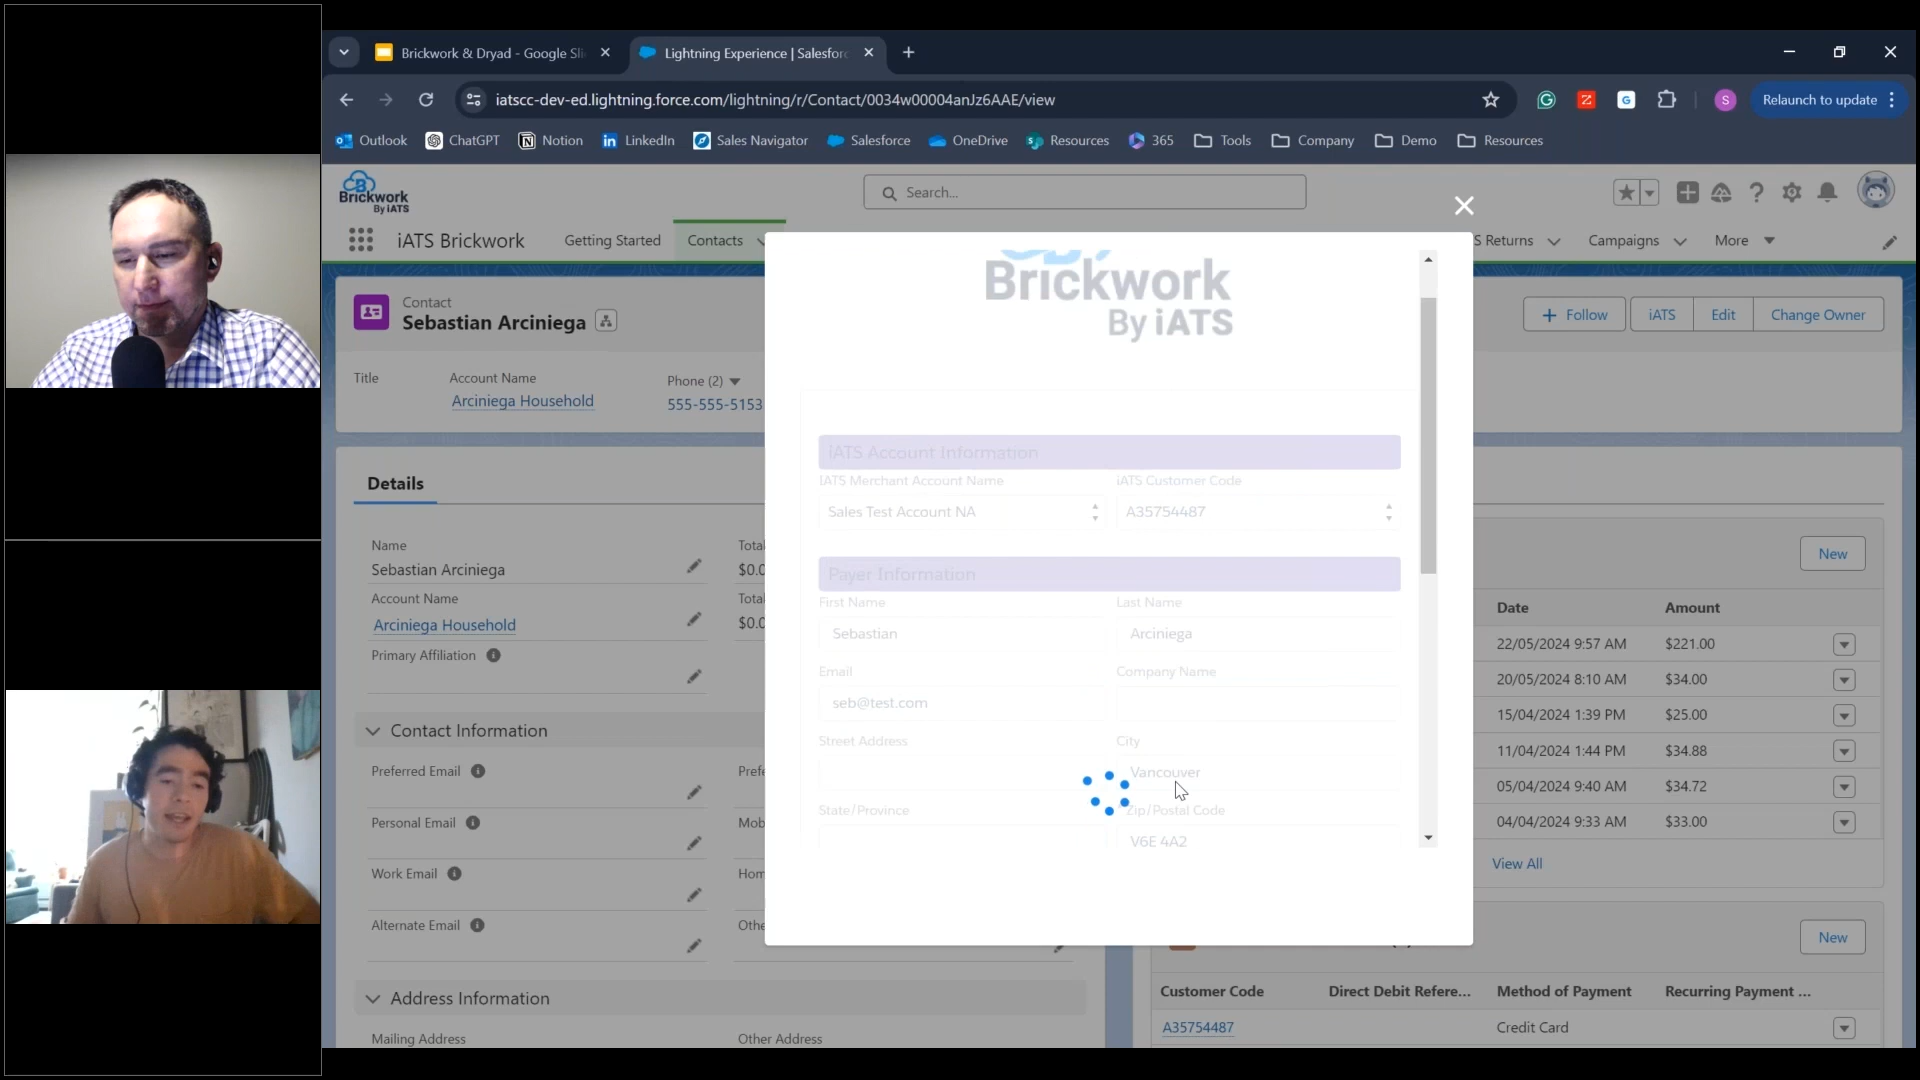 Brickwork & Dryad - Google Sli
Lightning Experience | Salesforc
iatscc-dev-ed.lightning.force.com/lightning/r/Contact/0034w00004anJz6AAE/view
S
Relaunch to update
Outlook
ChatGPT
Notion
LinkedIn
Sales Navigator
Salesforce
OneDrive
Resources
365
Tools
Company
Demo
Resources
Brickwork
By iATS
Search...
iATS Brickwork
Getting Started
Contacts
S Returns
Campaigns
More
Contact
Sebastian Arciniega
Follow
iATS
Edit
Change Owner
Title
Account Name
Arciniega Household
Phone (2)
555-555-5153
Details
Name
Sebastian Arciniega
Account Name
Arciniega Household
Primary Affiliation
Total
$0.0
Total
$0.0
Contact Information
Preferred Email
Personal Email
Work Email
Alternate Email
Prefe
Mob
Hom
Othe
Address Information
Mailing Address
Other Address
Brickwork
By iATS
iATS Account Information
IATS Merchant Account Name
iATS Customer Code
Sales Test Account NA
A35754487
Payer Information
First Name
Last Name
Sebastian
Arciniega
Email
Company Name
seb@test.com
Street Address
City
Vancouver
State/Province
Zip/Postal Code
V6E 4A2
New
Date
Amount
22/05/2024 9:57 AM
$221.00
20/05/2024 8:10 AM
$34.00
15/04/2024 1:39 PM
$25.00
11/04/2024 1:44 PM
$34.88
05/04/2024 9:40 AM
$34.72
04/04/2024 9:33 AM
$33.00
View All
New
Customer Code
Direct Debit Refere...
Method of Payment
Recurring Payment ...
A35754487
Credit Card